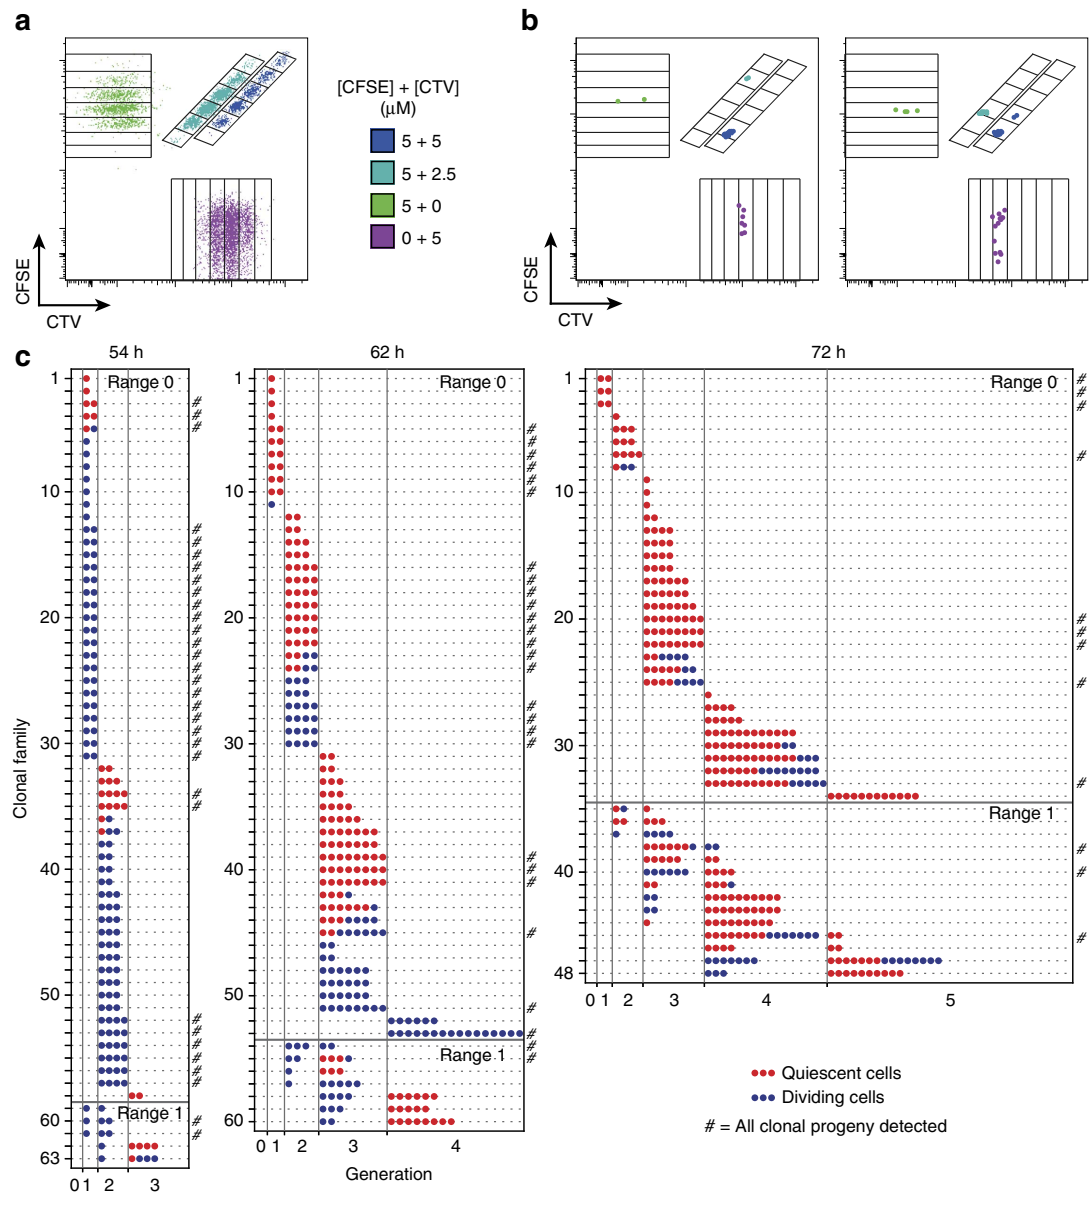 a
b
[CFSE] + [CTV]
(μM)
5 + 5
5 + 2.5
5 + 0
0 + 5
CFSE
CTV
CFSE
CTV
c
54 h
62 h
72 h
Range 0
Range 0
Range 0
1
10
20
30
40
50
60
63
1
10
20
30
40
50
60
1
10
20
30
40
48
# # # # # # # # # # # # # # # # # # # # # # # # # # # # # # # #
# # # # # # # # # # # # # # # # # # # # # # # # # # #
# # # # # # # # # # # #
Clonal family
Range 1
Range 1
Range 1
0 1 2 3
0 1 2 3 4
0 1 2 3 4 5
Generation
Quiescent cells
Dividing cells
# = All clonal progeny detected